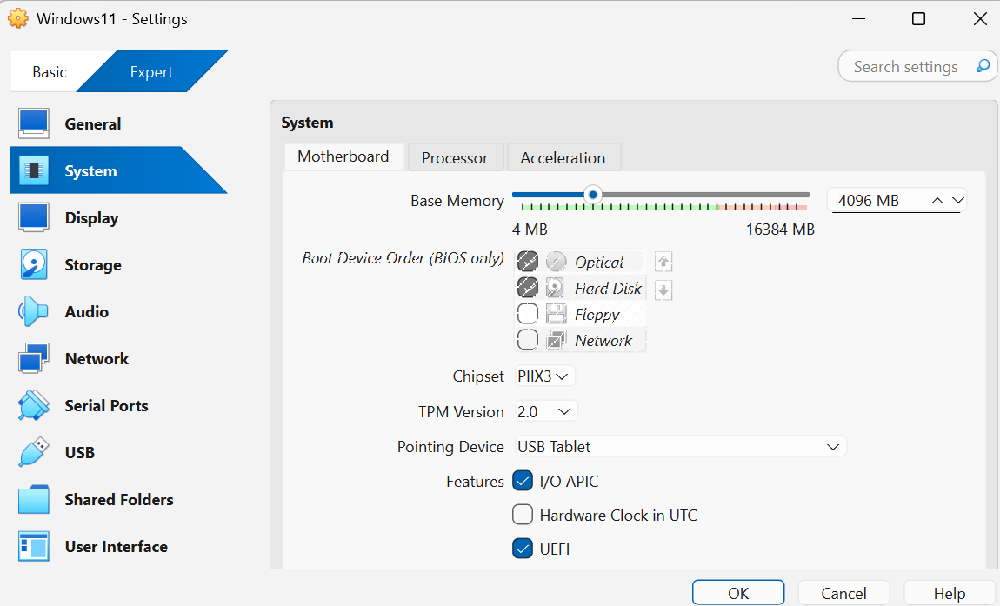 Windows11 - Settings
Basic Expert
Search settings
General
System
Display
Storage
Audio
Network
Serial Ports
USB
Shared Folders
User Interface
System
Motherboard Processor Acceleration
Base Memory
4096 MB
4 MB 16384 MB
Boot Device Order (BIOS only)
Optical
Hard Disk
Floppy
Network
Chipset PIIX3
TPM Version 2.0
Pointing Device USB Tablet
Features I/O APIC
Hardware Clock in UTC
UEFI
OK Cancel Help